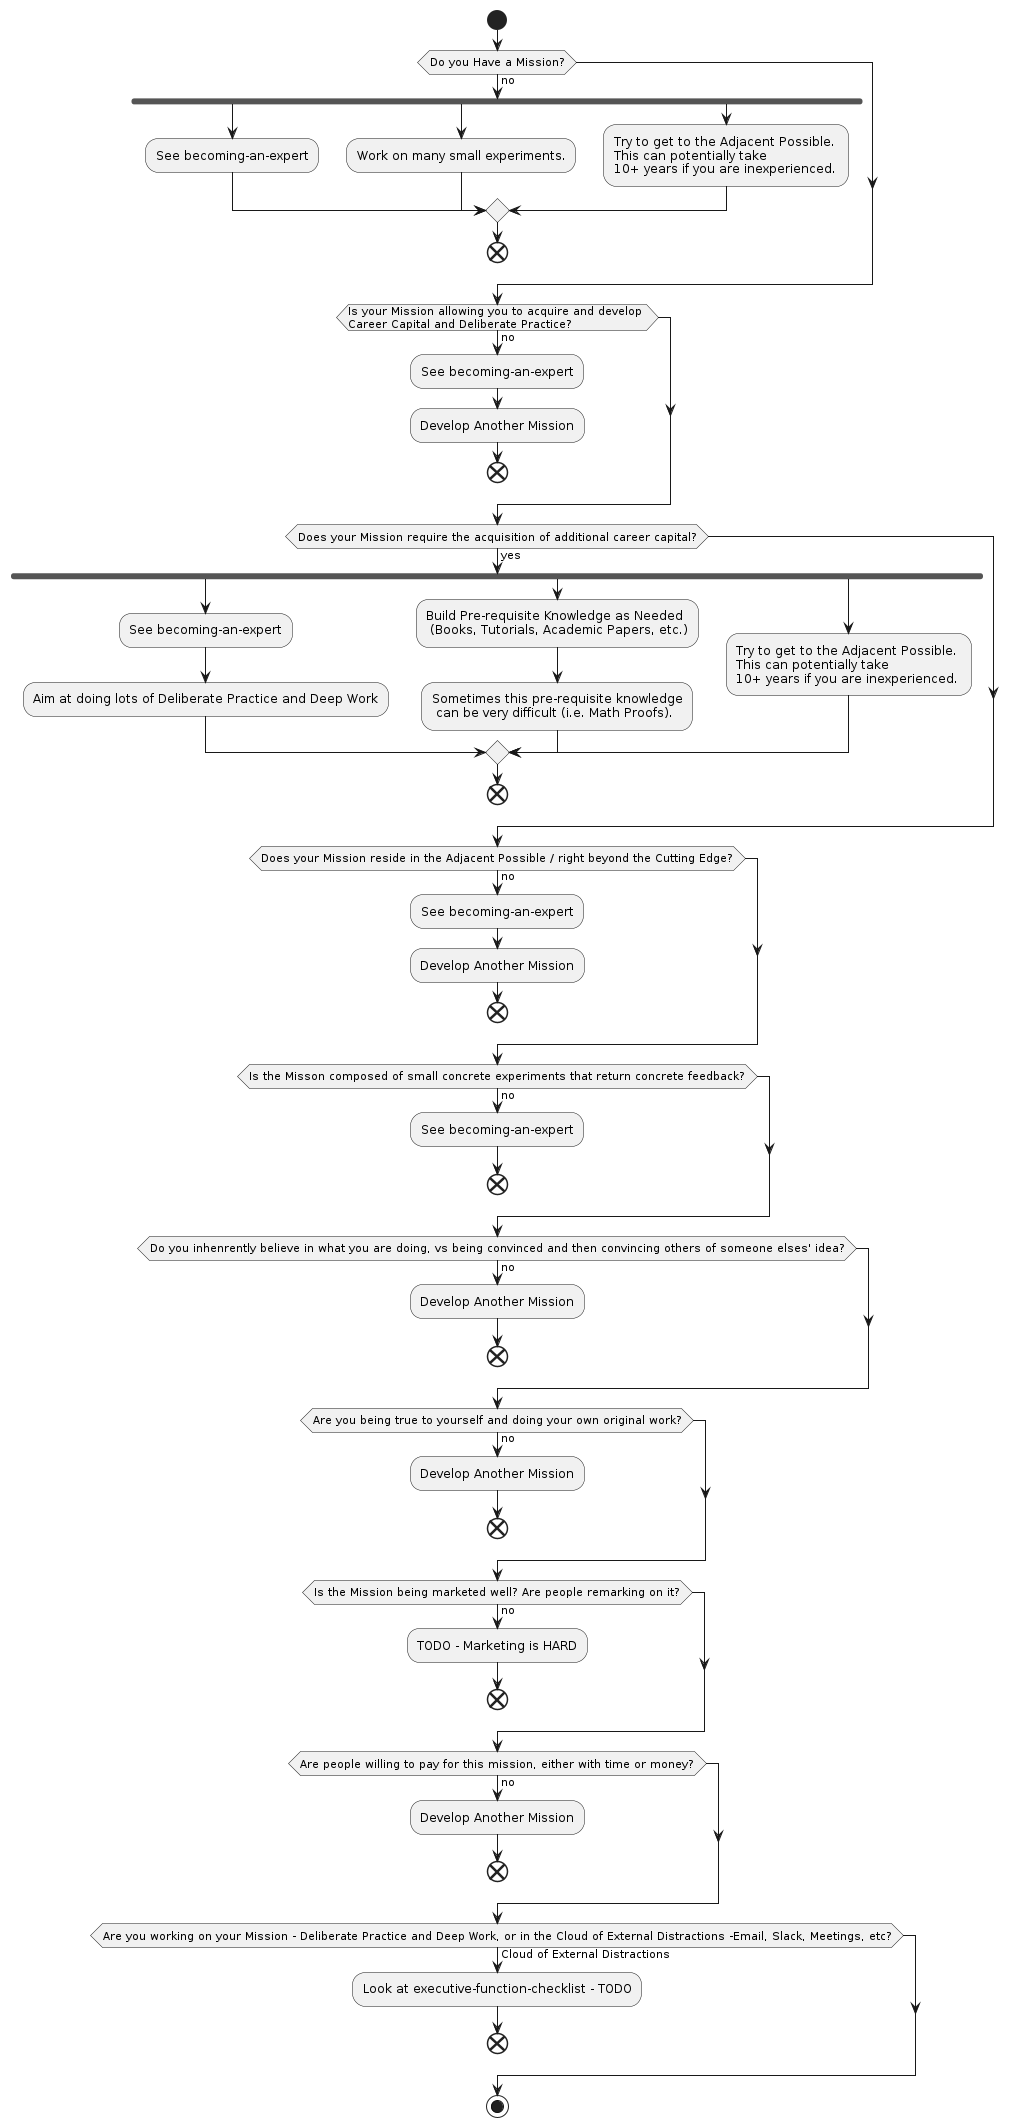 Do you Have a Mission?
no
See becoming-an-expert
Work on many small experiments.
Try to get to the Adjacent Possible.
This can potentially take
10+ years if you are inexperienced.
Is your Mission allowing you to acquire and develop
Career Capital and Deliberate Practice?
no
See becoming-an-expert
Develop Another Mission
Does your Mission require the acquisition of additional career capital?
yes
See becoming-an-expert
Aim at doing lots of Deliberate Practice and Deep Work
Build Pre-requisite Knowledge as Needed
(Books, Tutorials, Academic Papers, etc.)
Sometimes this pre-requisite knowledge
can be very difficult (i.e. Math Proofs).
Try to get to the Adjacent Possible.
This can potentially take
10+ years if you are inexperienced.
Does your Mission reside in the Adjacent Possible / right beyond the Cutting Edge?
no
See becoming-an-expert
Develop Another Mission
Is the Misson composed of small concrete experiments that return concrete feedback?
no
See becoming-an-expert
Do you inhenrently believe in what you are doing, vs being convinced and then convincing others of someone elses' idea?
no
Develop Another Mission
Are you being true to yourself and doing your own original work?
no
Develop Another Mission
Is the Mission being marketed well? Are people remarking on it?
no
TODO - Marketing is HARD
Are people willing to pay for this mission, either with time or money?
no
Develop Another Mission
Are you working on your Mission - Deliberate Practice and Deep Work, or in the Cloud of External Distractions -Email, Slack, Meetings, etc?
Cloud of External Distractions
Look at executive-function-checklist - TODO